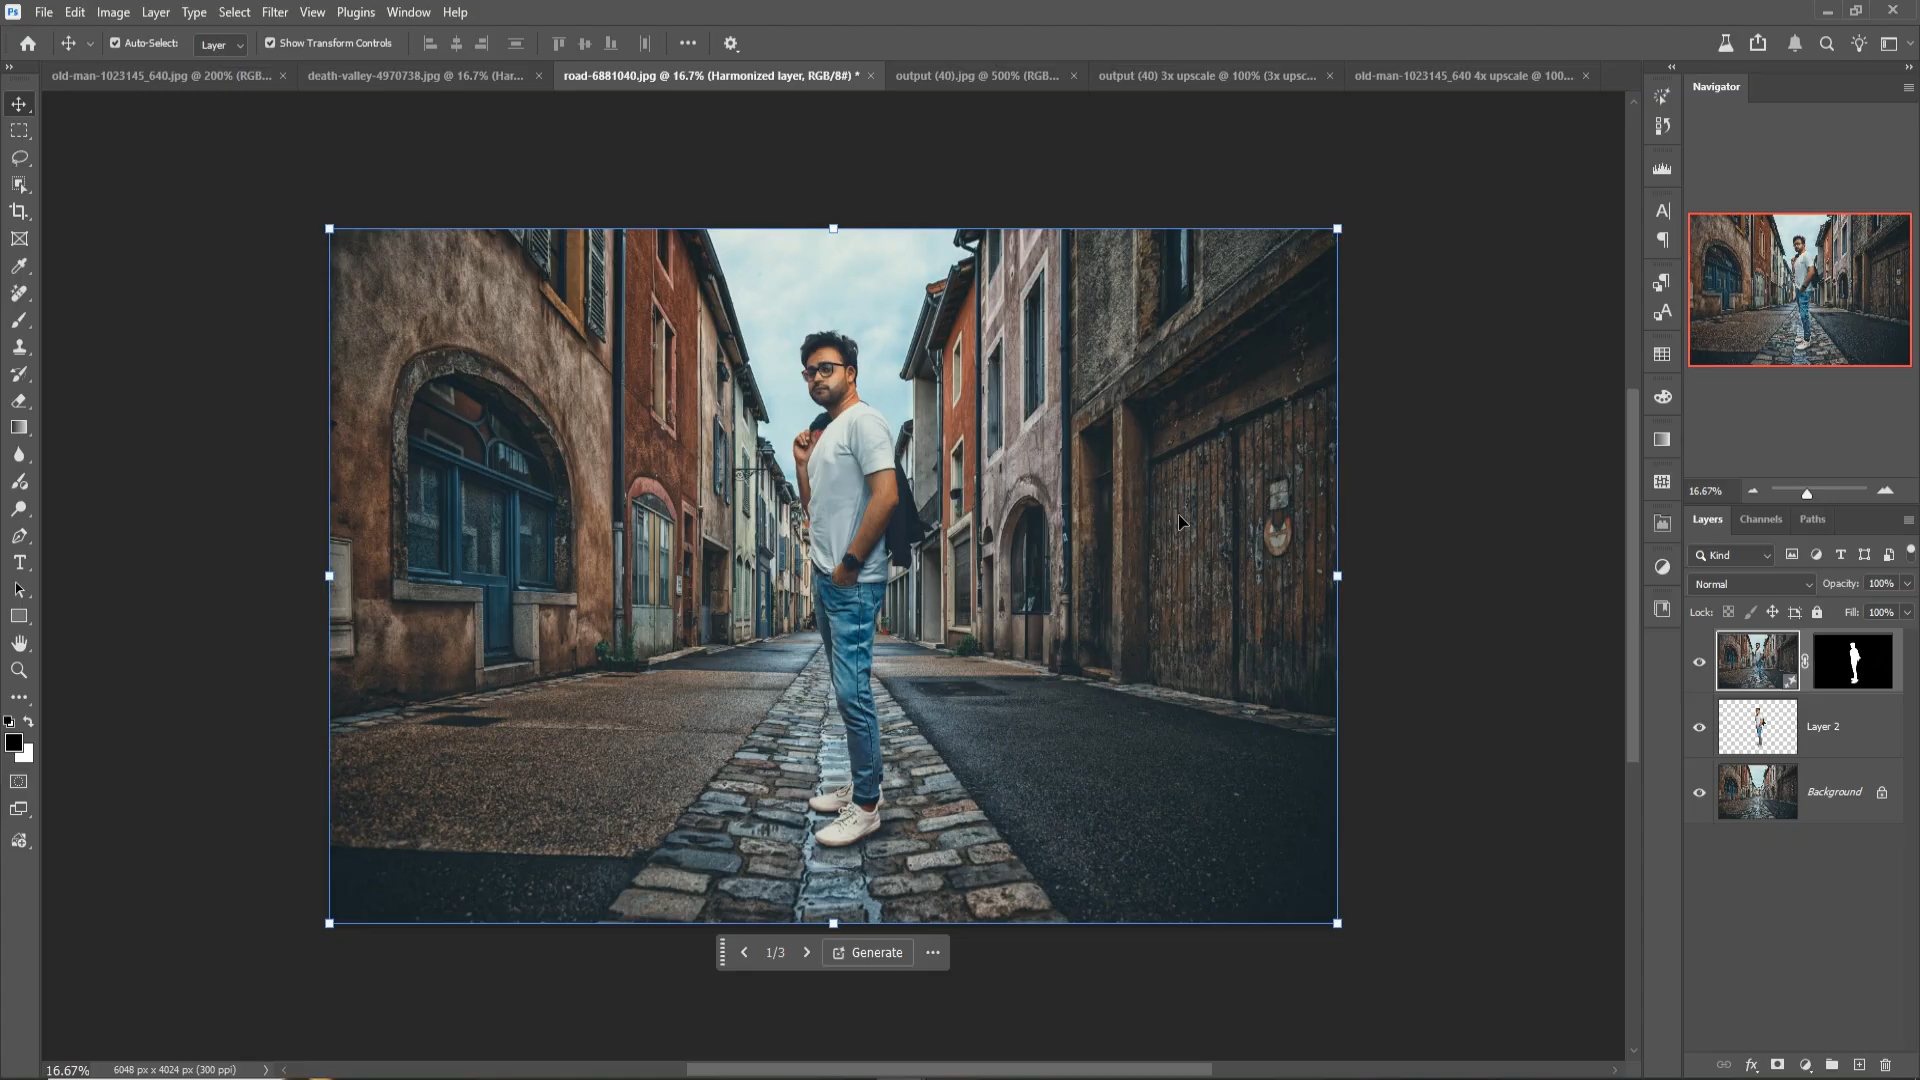 Ps File Edit Image Layer Type Select Filter View Plugins Window Help
Auto-Select: Layer Show Transform Controls
old-man-1023145_640.jpg @ 200% (RGB... × death-valley-4970738.jpg @ 16.7% (Har... × road-6881040.jpg @ 16.7% (Harmonized layer, RGB/8#) * × output (40).jpg @ 500% (RGB... × output (40) 3x upscale @ 100% (3x upsc... × old-man-1023145_640 4x upscale @ 100... ×
Navigator
16.67%
Layers Channels Paths
Kind
Normal Opacity: 100%
Lock: Fill: 100%
Layer 2
Background
1/3 Generate
16.67% 6048 px x 4024 px (300 ppi)